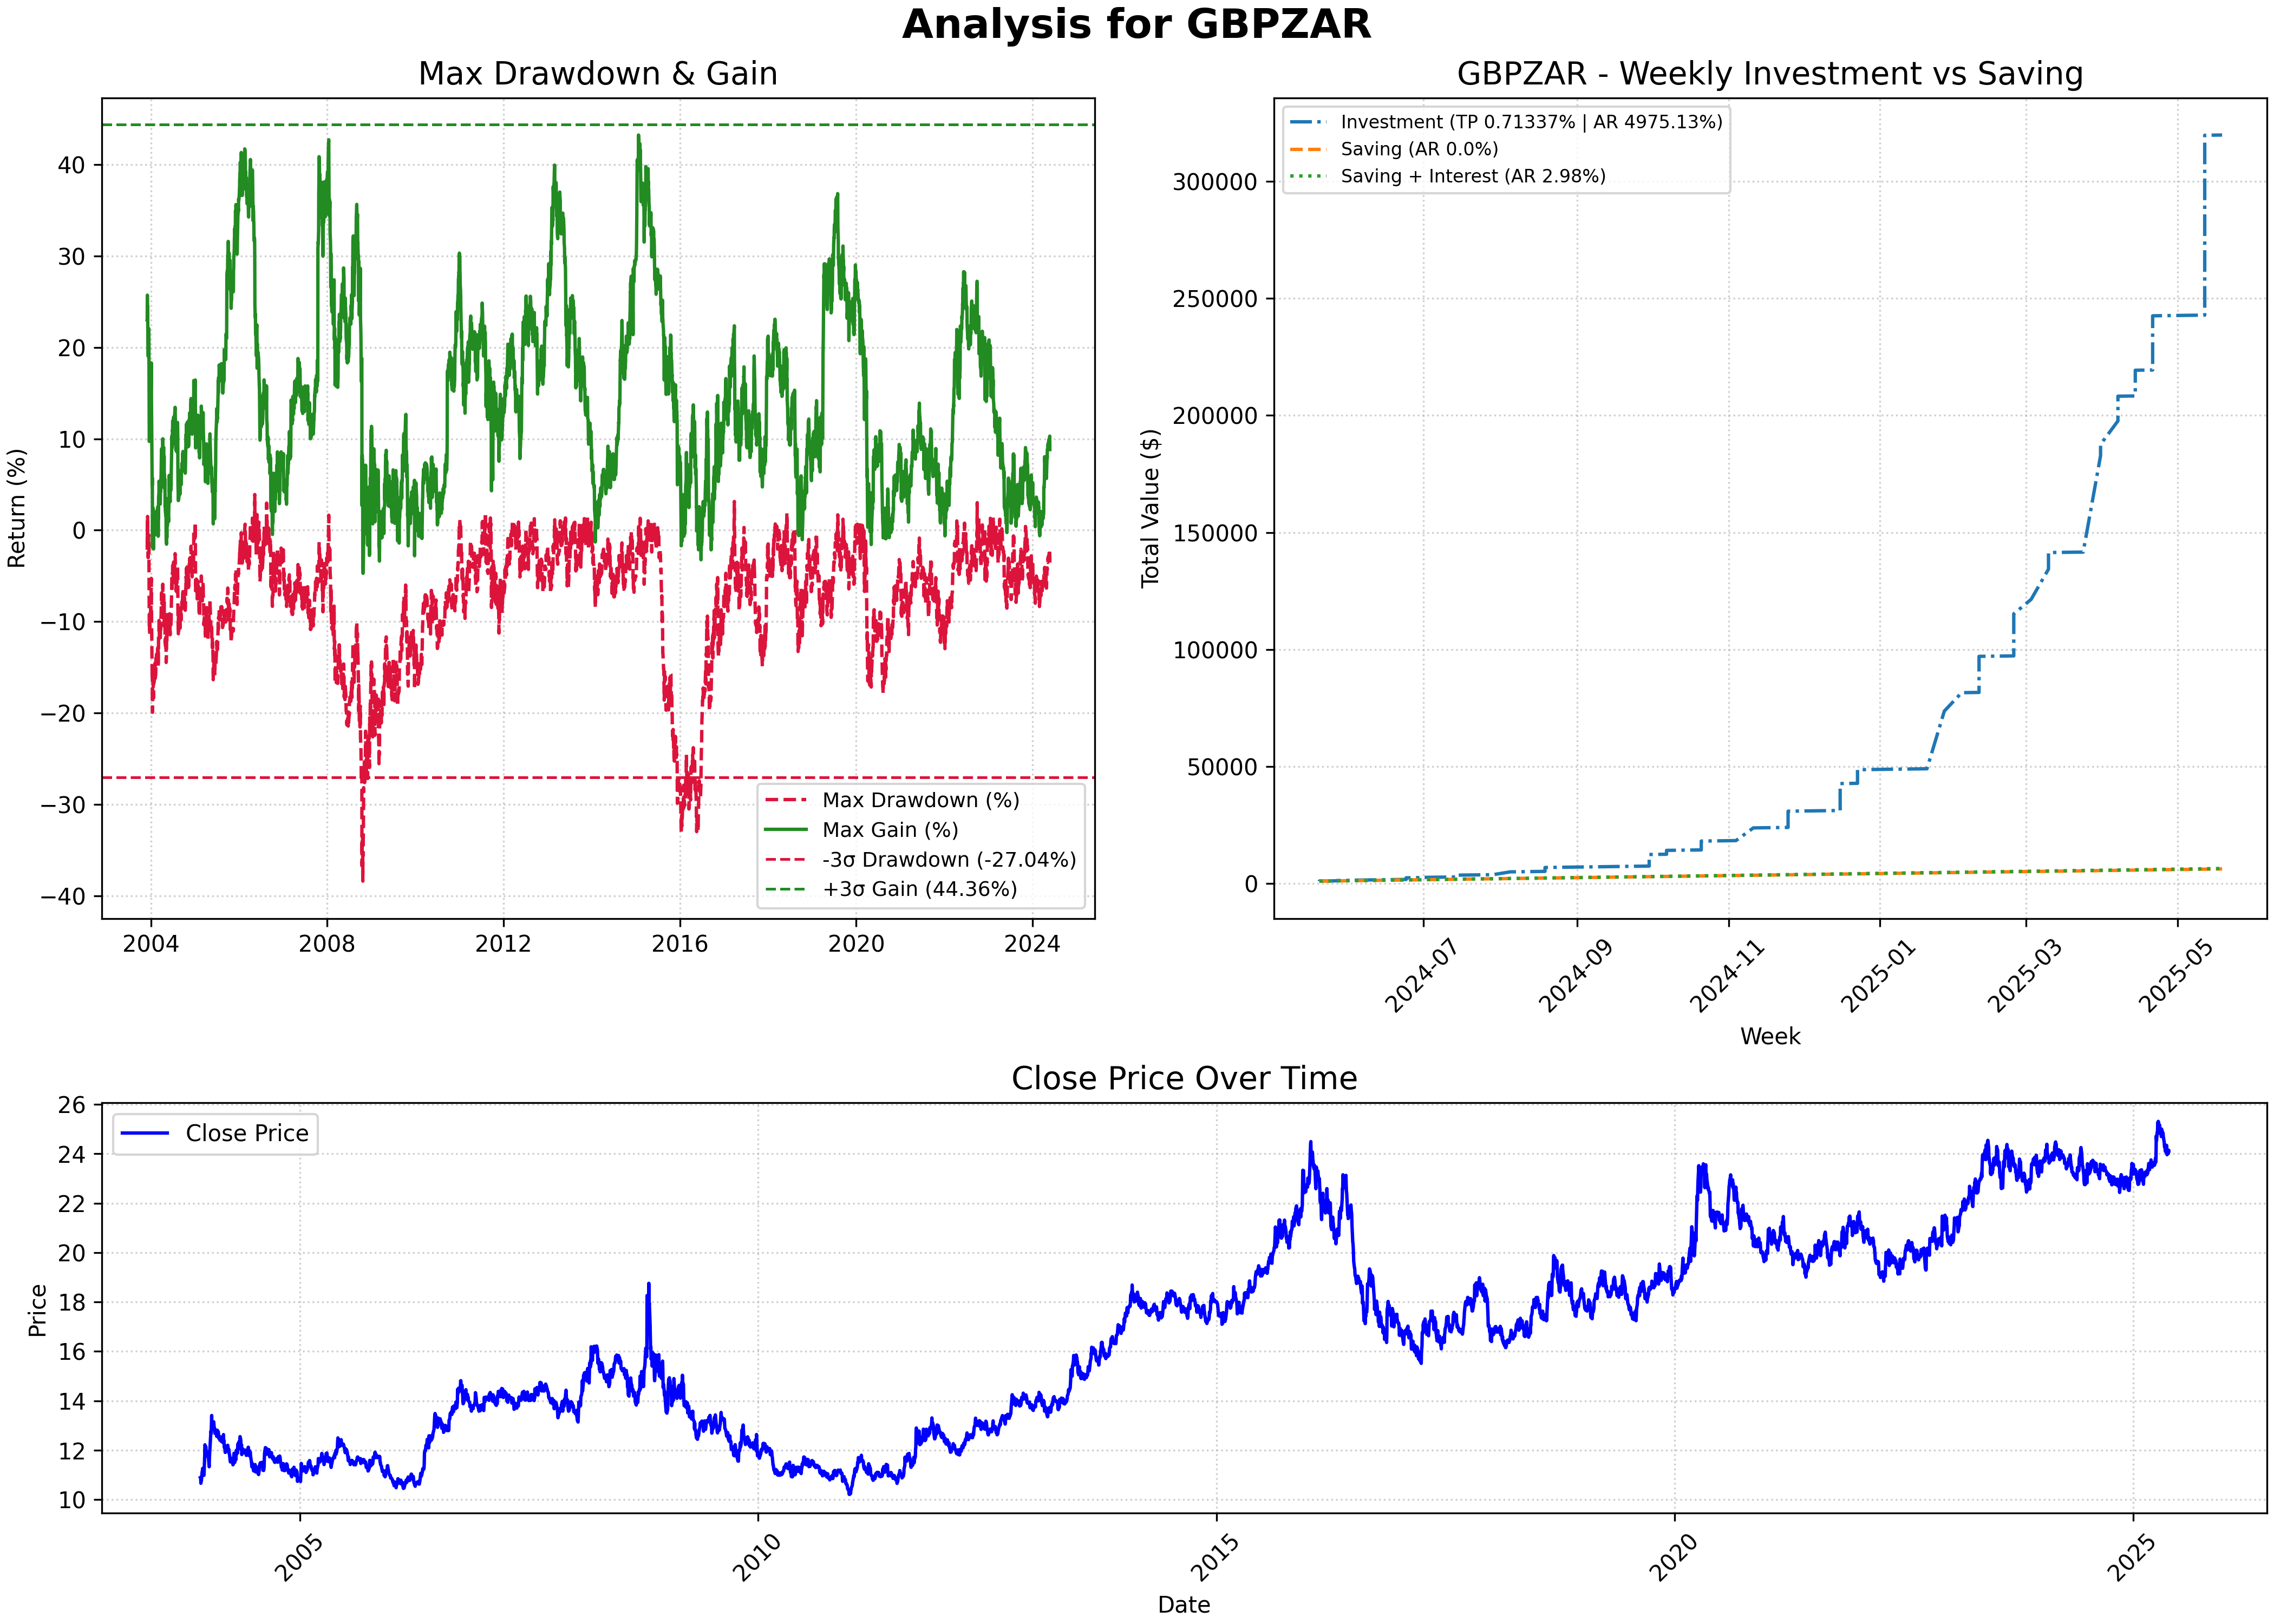 Analysis for GBPZAR
Max Drawdown & Gain
Return (%)
40
30
20
10
0
−10
−20
−30
−40
2004
2008
2012
2016
2020
2024
Max Drawdown (%)
Max Gain (%)
-3σ Drawdown (-27.04%)
+3σ Gain (44.36%)
GBPZAR - Weekly Investment vs Saving
Total Value ($)
300000
250000
200000
150000
100000
50000
0
Investment (TP 0.71337% | AR 4975.13%)
Saving (AR 0.0%)
Saving + Interest (AR 2.98%)
2024-07
2024-09
2024-11
2025-01
2025-03
2025-05
Week
Close Price Over Time
Price
26
24
22
20
18
16
14
12
10
Close Price
2005
2010
2015
2020
2025
Date